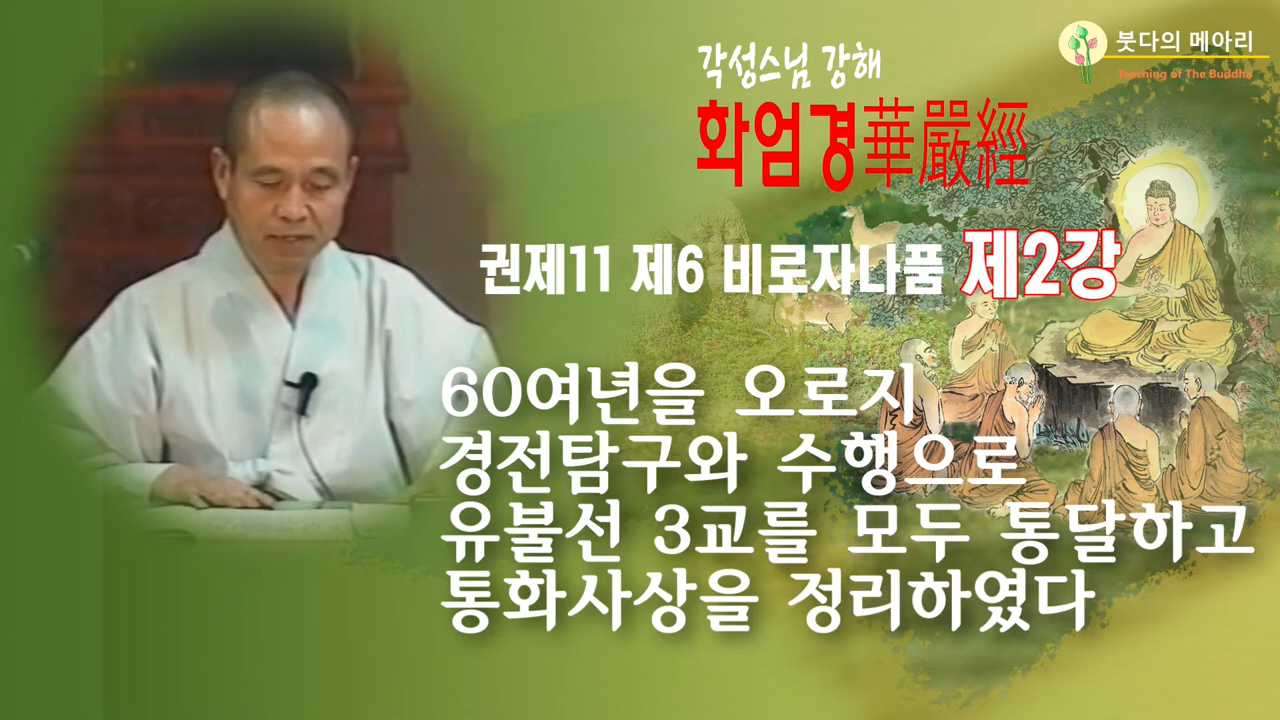 붓다의 메아리
Teaching of The Buddha
각성스님 강해
화엄경華嚴經
권제11 제6 비로자나품 제2강
60여년을 오로지
경전탐구와 수행으로
유불선 3교를 모두 통달하고
통화사상을 정리하였다